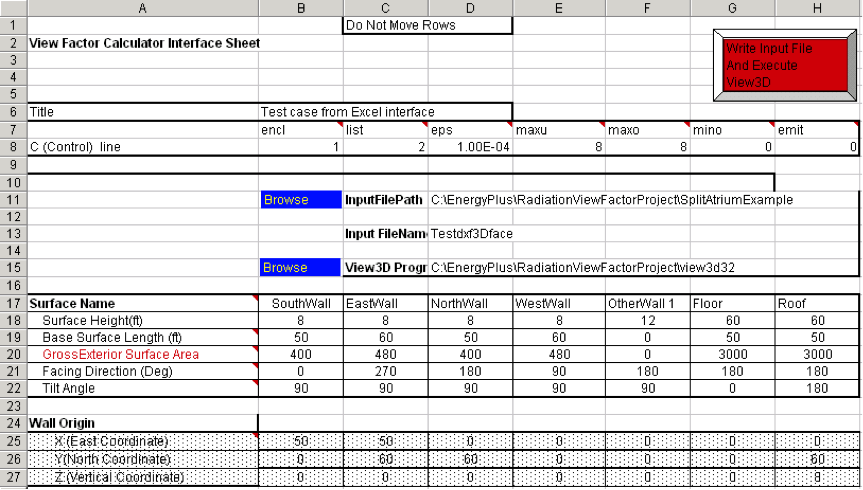 A B C D E F G H
1 Do Not Move Rows
2 View Factor Calculator Interface Sheet
Write Input File
3 And Execute
4 View3D
5
6 Title Test case from Excel interface
7 encl list eps maxu maxo mino emit
8 C (Control) line 1 2 1.00E-04 8 8 0 0
9
10
11 Browse InputFilePath C:\EnergyPlus\RadiationViewFactorProject\SplitAtriumExample
12
13 Input FileNam Testdxf3Dface
14
15 Browse View3D Progr C:\EnergyPlus\RadiationViewFactorProject\view3d32
16
17 Surface Name SouthWall EastWall NorthWall WestWall OtherWall 1 Floor Roof
18 Surface Height(ft) 8 8 8 8 12 60 60
19 Base Surface Length (ft) 50 60 50 60 0 50 50
20 GrossExterior Surface Area 400 480 400 480 0 3000 3000
21 Facing Direction (Deg) 0 270 180 90 180 180 180
22 Tilt Angle 90 90 90 90 90 0 180
23
24 Wall Origin
25 X (East Coordinate) 50 50 0 0 0 0 0
26 Y(North Coordinate) 0 60 60 0 0 0 60
27 Z (Vertical Coordinate) 0 0 0 0 0 0 8